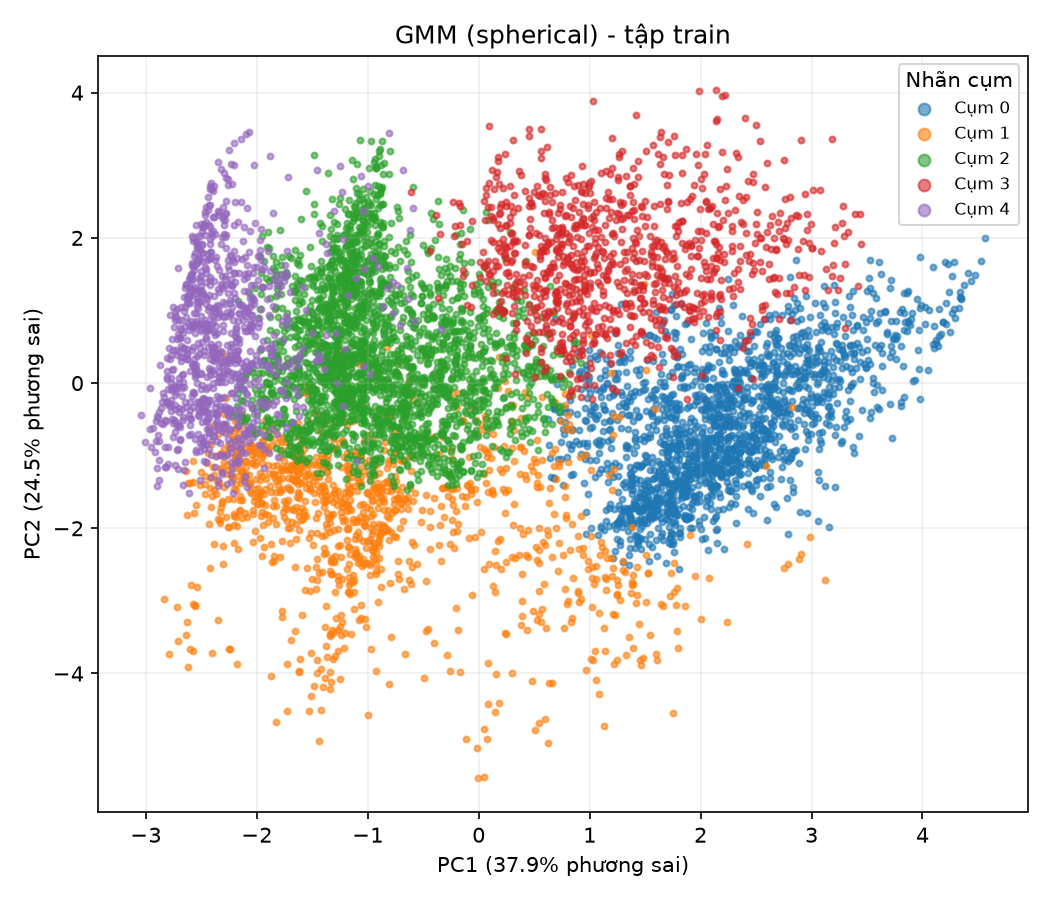 GMM (spherical) - tập train
Nhãn cụm
Cụm 0
Cụm 1
Cụm 2
Cụm 3
Cụm 4
PC2 (24.5% phương sai)
4
2
0
−2
−4
−3
−2
−1
0
1
2
3
4
PC1 (37.9% phương sai)